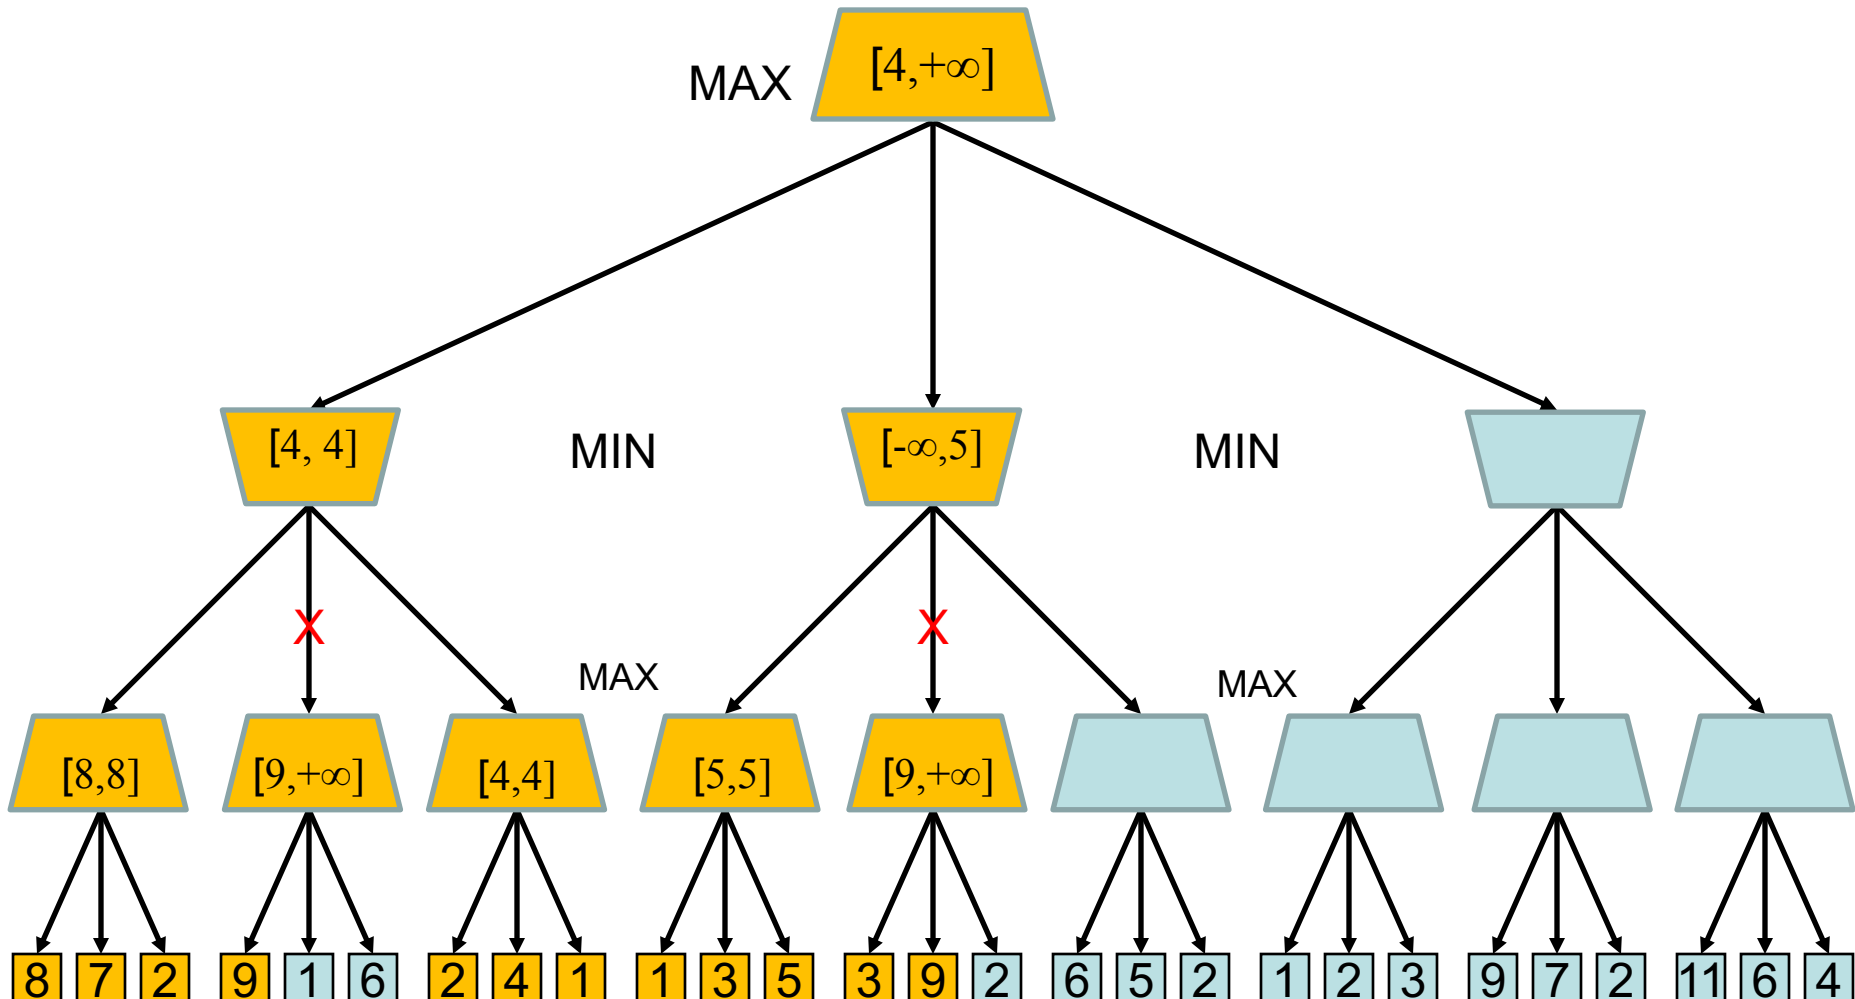 MAX [4,+∞]
[4, 4] MIN [-∞,5] MIN
X X
MAX MAX
[8,8] [9,+∞] [4,4] [5,5] [9,+∞]
8 7 2 9 1 6 2 4 1 1 3 5 3 9 2 6 5 2 1 2 3 9 7 2 11 6 4